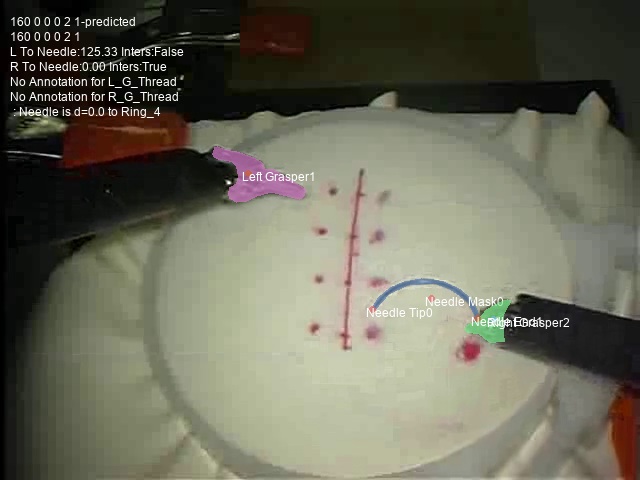 160 0 0 0 2 1-predicted
160 0 0 0 2 1
L To Needle:125.33 Inters:False
R To Needle:0.00 Inters:True
No Annotation for L_G_Thread
No Annotation for R_G_Thread
: Needle is d=0.0 to Ring_4
Left Grasper1
Needle Mask0
Needle Tip0
Needle End1
Right Grasper2